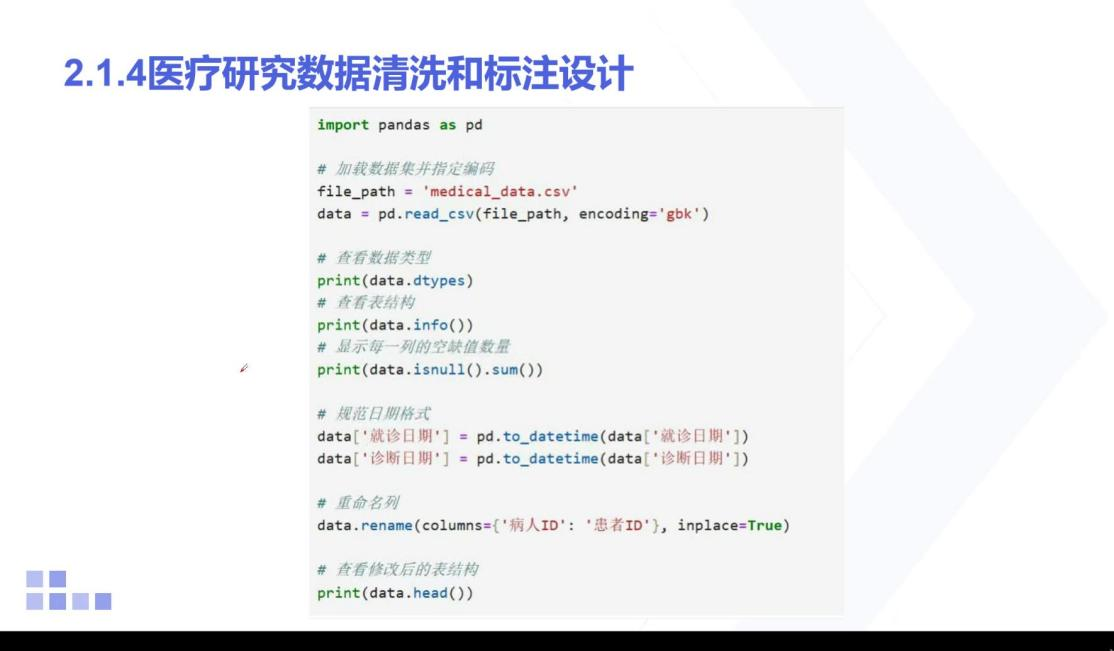 2.1.4医疗研究数据清洗和标注设计
import pandas as pd
# 加载数据集并指定编码
file_path = 'medical_data.csv'
data = pd.read_csv(file_path, encoding='gbk')
# 查看数据类型
print(data.dtypes)
# 查看表结构
print(data.info())
# 显示每一列的空缺值数量
print(data.isnull().sum())
# 规范日期格式
data['就诊日期'] = pd.to_datetime(data['就诊日期'])
data['诊断日期'] = pd.to_datetime(data['诊断日期'])
# 重命名列
data.rename(columns={'病人ID': '患者ID'}, inplace=True)
# 查看修改后的表结构
print(data.head())